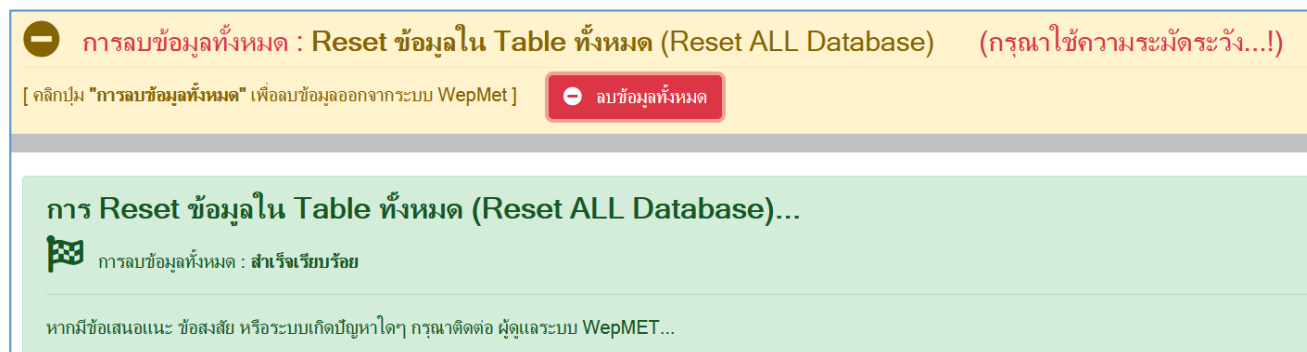 การลบข้อมูลทั้งหมด : Reset ข้อมูลใน Table ทั้งหมด (Reset ALL Database) (กรุณาใช้ความระมัดระวัง...!)
[ คลิกปุ่ม "การลบข้อมูลทั้งหมด" เพื่อลบข้อมูลออกจากระบบ WepMet ] ลบข้อมูลทั้งหมด
การ Reset ข้อมูลใน Table ทั้งหมด (Reset ALL Database)...
การลบข้อมูลทั้งหมด : สำเร็จเรียบร้อย
หากมีข้อเสนอแนะ ข้อสงสัย หรือระบบเกิดปัญหาใดๆ กรุณาติดต่อ ผู้ดูแลระบบ WepMET...